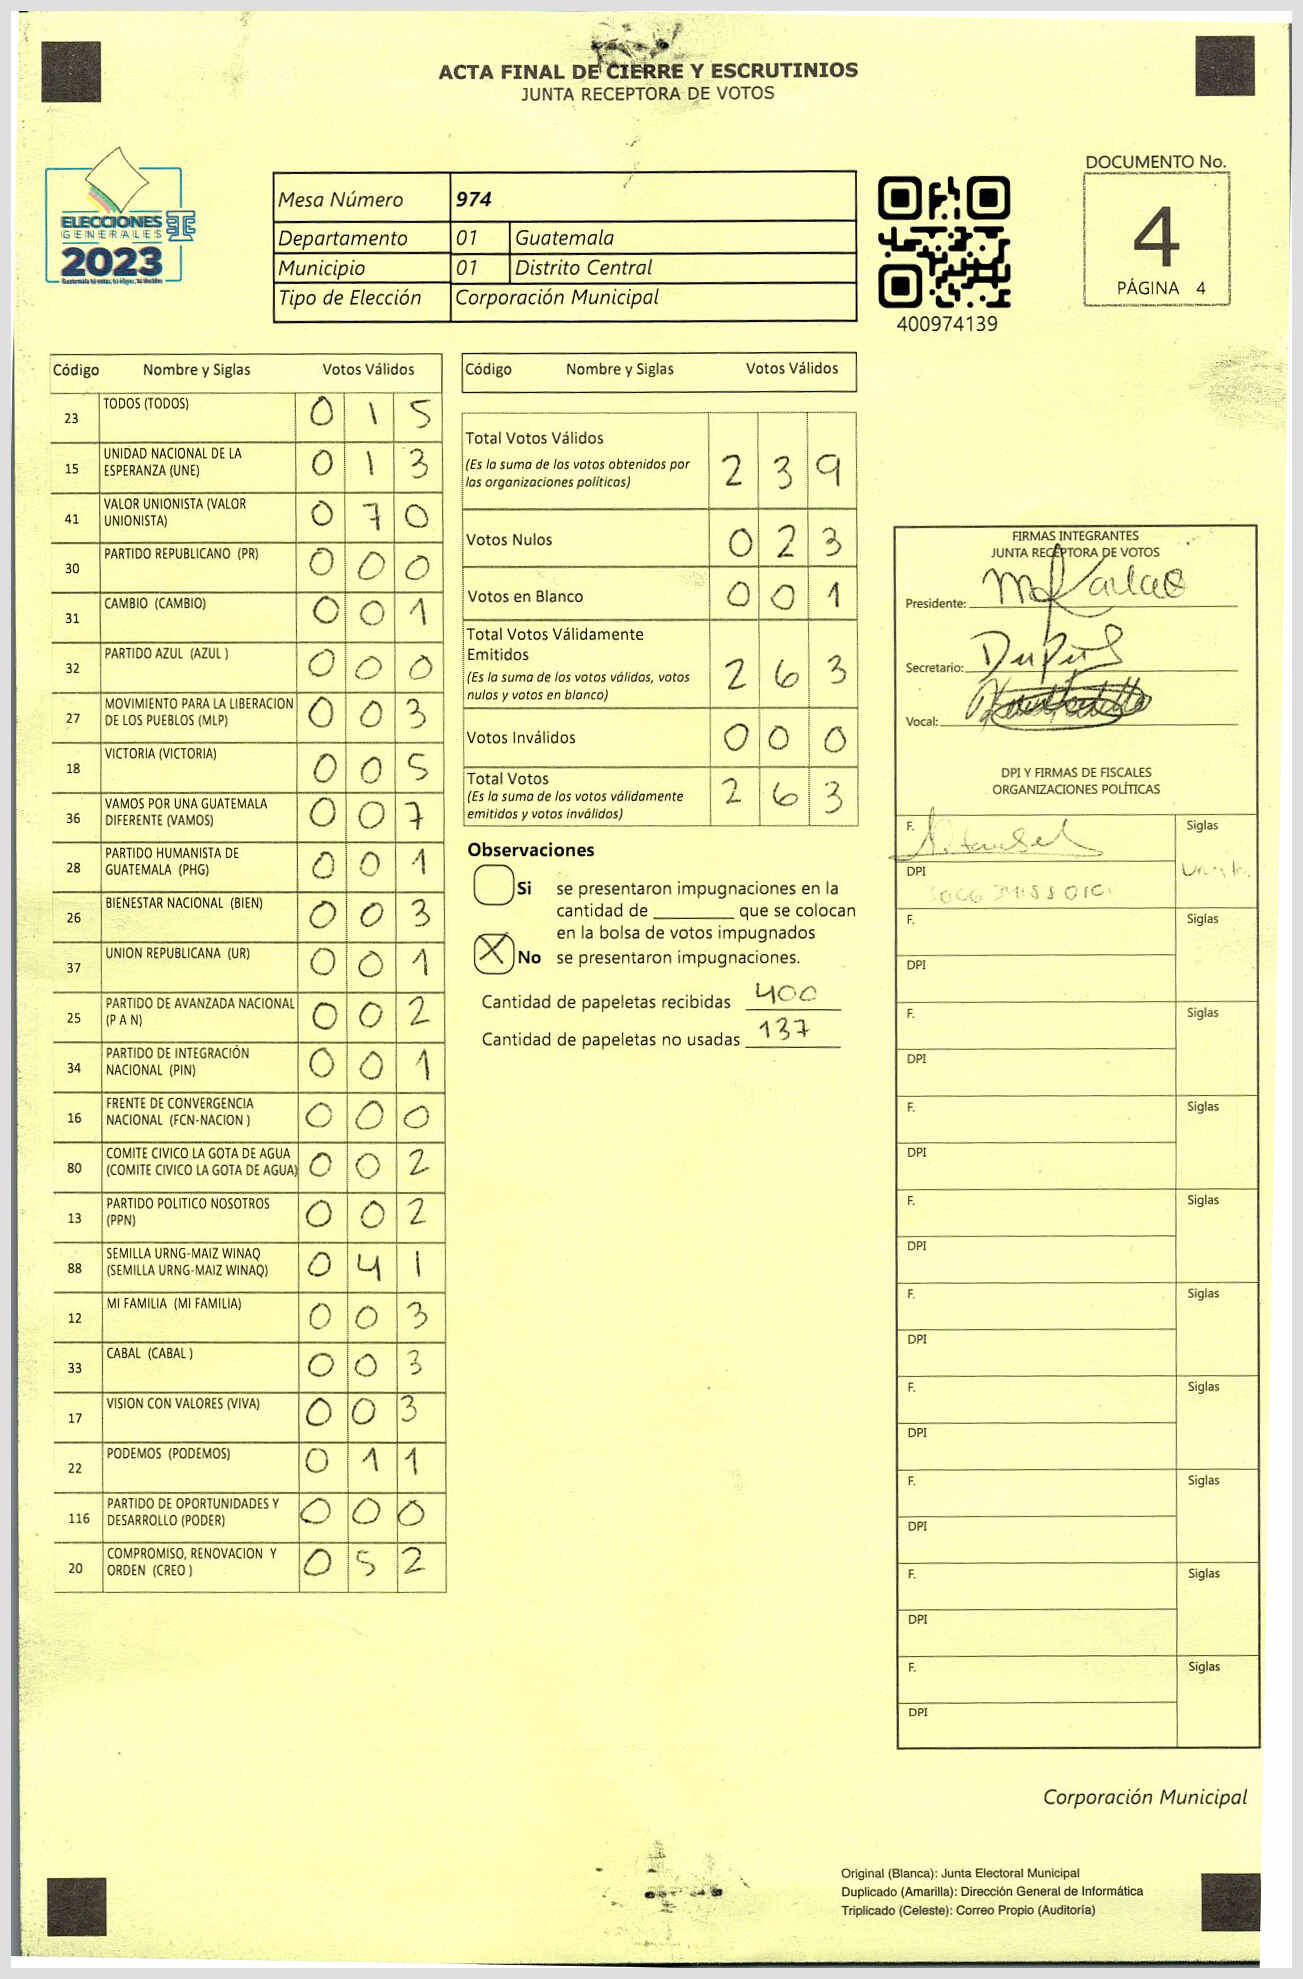 ACTA FINAL DE CIERRE Y ESCRUTINIOS
JUNTA RECEPTORA DE VOTOS
ELECCIONES
GENERALES
2023
Mesa Número 974
Departamento 01 Guatemala
Municipio 01 Distrito Central
Tipo de Elección Corporación Municipal
400974139
DOCUMENTO No.
4
PÁGINA 4
Código Nombre y Siglas Votos Válidos
23 TODOS (TODOS) 0 1 5
15 UNIDAD NACIONAL DE LA
ESPERANZA (UNE) 0 1 3
41 VALOR UNIONISTA (VALOR
UNIONISTA) 0 7 0
30 PARTIDO REPUBLICANO (PR) 0 0 0
31 CAMBIO (CAMBIO) 0 0 1
32 PARTIDO AZUL (AZUL ) 0 0 0
27 MOVIMIENTO PARA LA LIBERACION
DE LOS PUEBLOS (MLP) 0 0 3
18 VICTORIA (VICTORIA) 0 0 5
36 VAMOS POR UNA GUATEMALA
DIFERENTE (VAMOS) 0 0 7
28 PARTIDO HUMANISTA DE
GUATEMALA (PHG) 0 0 1
26 BIENESTAR NACIONAL (BIEN) 0 0 3
37 UNION REPUBLICANA (UR) 0 0 1
25 PARTIDO DE AVANZADA NACIONAL
(P A N) 0 0 2
34 PARTIDO DE INTEGRACIÓN
NACIONAL (PIN) 0 0 1
16 FRENTE DE CONVERGENCIA
NACIONAL (FCN-NACION ) 0 0 0
80 COMITE CIVICO LA GOTA DE AGUA
(COMITE CIVICO LA GOTA DE AGUA) 0 0 2
13 PARTIDO POLITICO NOSOTROS
(PPN) 0 0 2
88 SEMILLA URNG-MAIZ WINAQ
(SEMILLA URNG-MAIZ WINAQ) 0 4 1
12 MI FAMILIA (MI FAMILIA) 0 0 3
33 CABAL (CABAL ) 0 0 3
17 VISION CON VALORES (VIVA) 0 0 3
22 PODEMOS (PODEMOS) 0 1 1
116 PARTIDO DE OPORTUNIDADES Y
DESARROLLO (PODER) 0 0 0
20 COMPROMISO, RENOVACION Y
ORDEN (CREO ) 0 5 2
Código Nombre y Siglas Votos Válidos
Total Votos Válidos
(Es la suma de los votos obtenidos por
las organizaciones políticas) 2 3 9
Votos Nulos 0 2 3
Votos en Blanco 0 0 1
Total Votos Válidamente
Emitidos
(Es la suma de los votos válidos, votos
nulos y votos en blanco) 2 6 3
Votos Inválidos 0 0 0
Total Votos
(Es la suma de los votos válidamente
emitidos y votos inválidos) 2 6 3
Observaciones
Si se presentaron impugnaciones en la
cantidad de ________ que se colocan
en la bolsa de votos impugnados
X No se presentaron impugnaciones.
Cantidad de papeletas recibidas 400
Cantidad de papeletas no usadas 137
FIRMAS INTEGRANTES
JUNTA RECEPTORA DE VOTOS
Presidente:
Secretario:
Vocal:
DPI Y FIRMAS DE FISCALES
ORGANIZACIONES POLÍTICAS
F. Siglas
DPI
F. Siglas
DPI
F. Siglas
DPI
F. Siglas
DPI
F. Siglas
DPI
F. Siglas
DPI
F. Siglas
DPI
F. Siglas
DPI
F. Siglas
DPI
F. Siglas
DPI
Corporación Municipal
Original (Blanca): Junta Electoral Municipal
Duplicado (Amarilla): Dirección General de Informática
Triplicado (Celeste): Correo Propio (Auditoría)